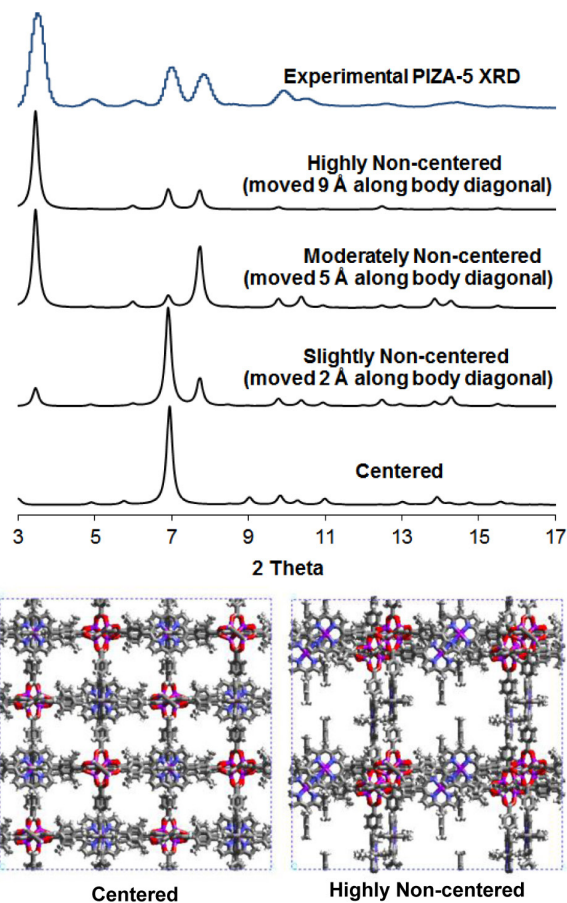 Experimental PIZA-5 XRD
Highly Non-centered
(moved 9 Å along body diagonal)
Moderately Non-centered
(moved 5 Å along body diagonal)
Slightly Non-centered
(moved 2 Å along body diagonal)
Centered
3 5 7 9 11 13 15 17
2 Theta
Centered Highly Non-centered